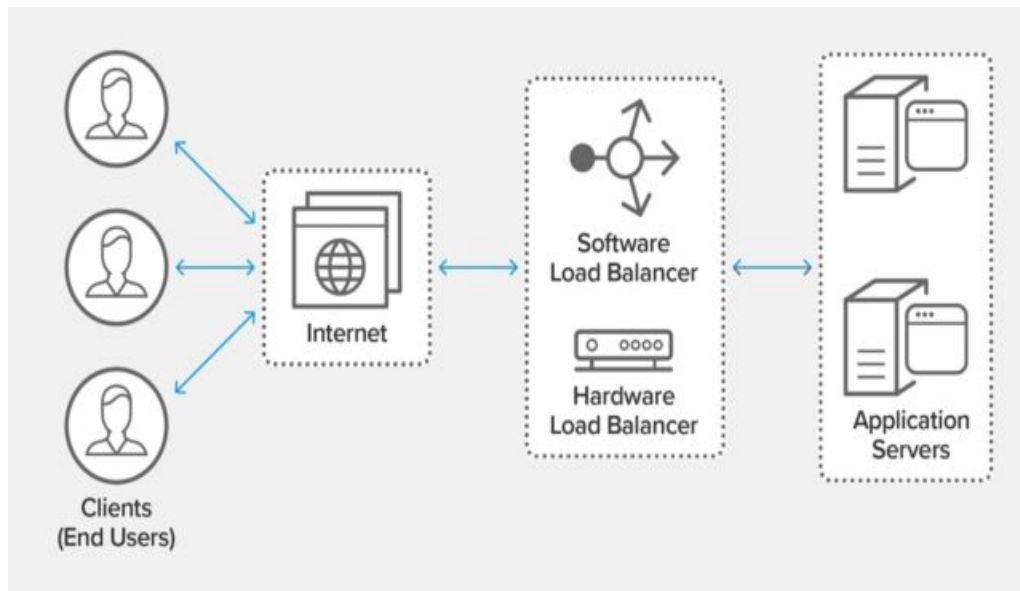 Clients
(End Users)
Internet
Software
Load Balancer
Hardware
Load Balancer
Application
Servers